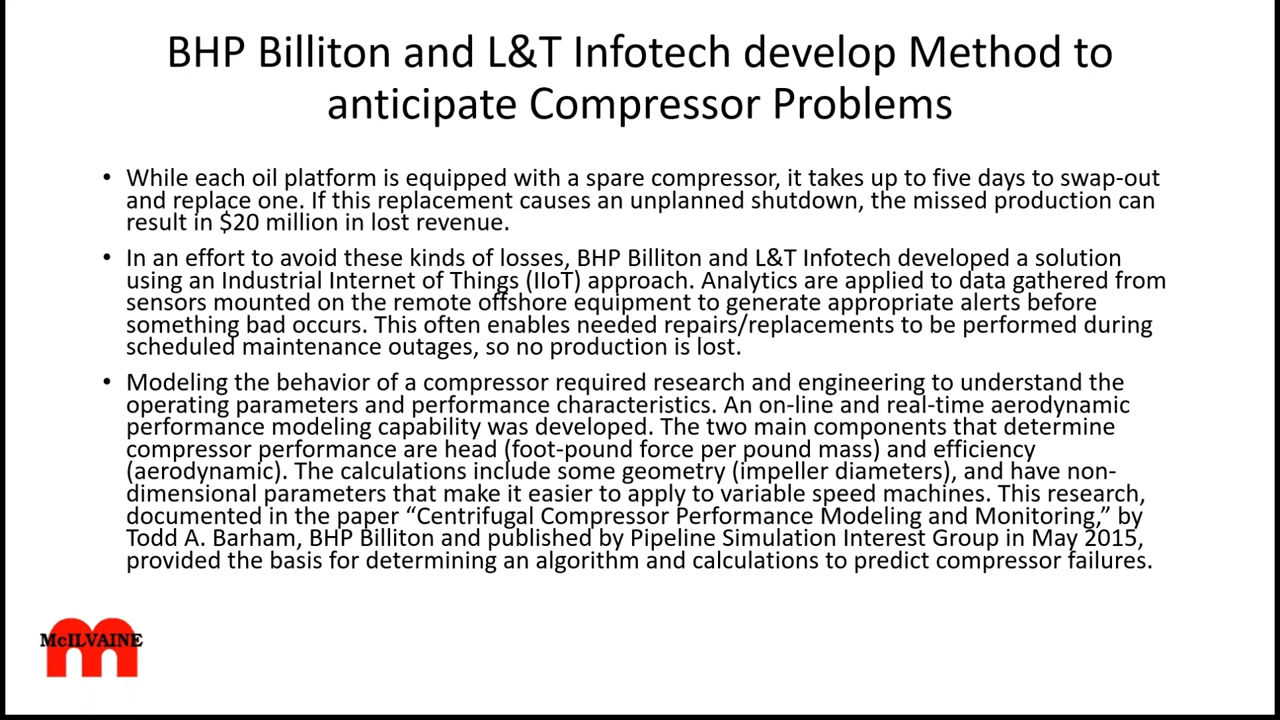 BHP Billiton and L&T Infotech develop Method to
anticipate Compressor Problems
• While each oil platform is equipped with a spare compressor, it takes up to five days to swap-out
and replace one. If this replacement causes an unplanned shutdown, the missed production can
result in $20 million in lost revenue.
• In an effort to avoid these kinds of losses, BHP Billiton and L&T Infotech developed a solution
using an Industrial Internet of Things (IIoT) approach. Analytics are applied to data gathered from
sensors mounted on the remote offshore equipment to generate appropriate alerts before
something bad occurs. This often enables needed repairs/replacements to be performed during
scheduled maintenance outages, so no production is lost.
• Modeling the behavior of a compressor required research and engineering to understand the
operating parameters and performance characteristics. An on-line and real-time aerodynamic
performance modeling capability was developed. The two main components that determine
compressor performance are head (foot-pound force per pound mass) and efficiency
(aerodynamic). The calculations include some geometry (impeller diameters), and have non-
dimensional parameters that make it easier to apply to variable speed machines. This research,
documented in the paper “Centrifugal Compressor Performance Modeling and Monitoring,” by
Todd A. Barham, BHP Billiton and published by Pipeline Simulation Interest Group in May 2015,
provided the basis for determining an algorithm and calculations to predict compressor failures.
McILVAINE